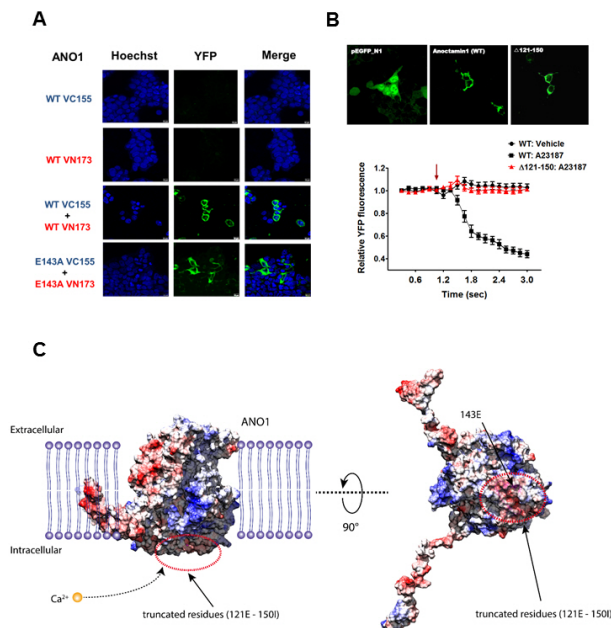 A
ANO1 Hoechst YFP Merge
WT VC155
WT VN173
WT VC155
+
WT VN173
E143A VC155
+
E143A VN173
B
pEGFP_N1 Anoctamin1 (WT) Δ121-150
WT: Vehicle
WT: A23187
Δ121-150: A23187
Relative YFP fluorescence
1.2
1.0
0.8
0.6
0.4
0.6 1.2 1.8 2.4 3.0
Time (sec)
C
ANO1
Extracellular
Intracellular
Ca2+
truncated residues (121E - 150I)
90°
143E
truncated residues (121E - 150I)